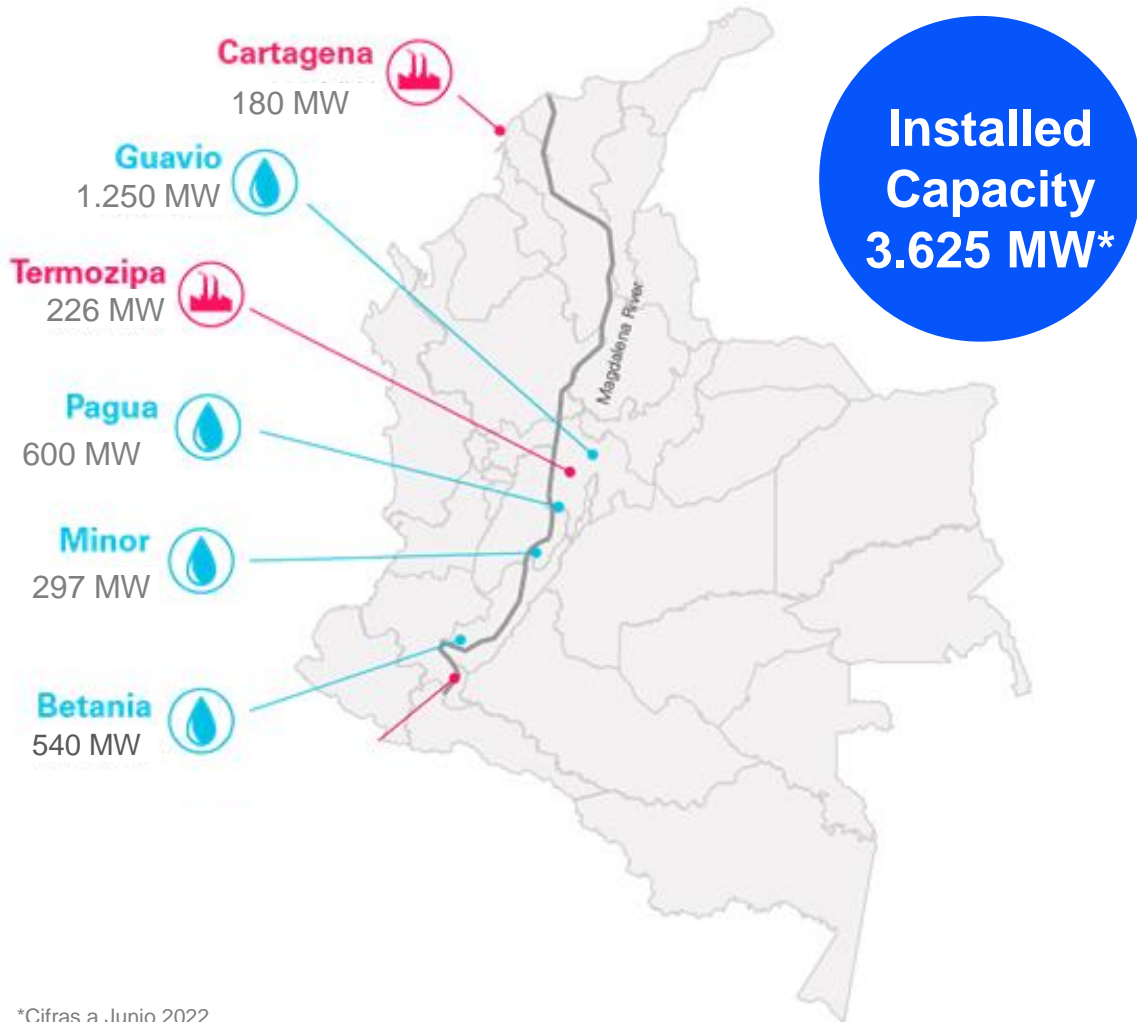 Cartagena
180 MW
Guavio
1.250 MW
Termozipa
226 MW
Pagua
600 MW
Minor
297 MW
Betania
540 MW
Magdalena River
Installed
Capacity
3.625 MW*
*Cifras a Junio 2022